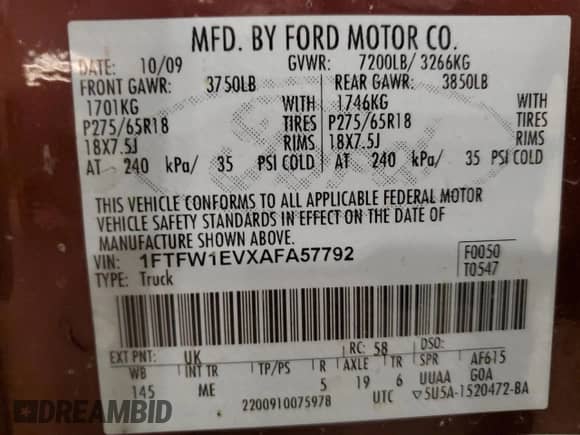 MFD. BY FORD MOTOR CO.
DATE: 10/09 GVWR: 7200LB/ 3266KG
FRONT GAWR: 3750LB REAR GAWR: 3850LB
1701KG WITH 1746KG WITH
P275/65R18 TIRES P275/65R18 TIRES
18X7.5J RIMS 18X7.5J RIMS
AT 240 kPa/ 35 PSI COLD AT 240 kPa/ 35 PSI COLD
THIS VEHICLE CONFORMS TO ALL APPLICABLE FEDERAL MOTOR
VEHICLE SAFETY STANDARDS IN EFFECT ON THE DATE OF
MANUFACTURE SHOWN ABOVE.
VIN: 1FTFW1EVXAFA57792 F0050
TYPE: Truck T0547
EXT PNT: UK RC: 58 DSO:
WB INT TR TP/PS R AXLE TR SPR AF615
145 ME 5 19 6 UUAA GOA
2200910075978 UTC ▽5U5A-1520472-BA
DREAMBID